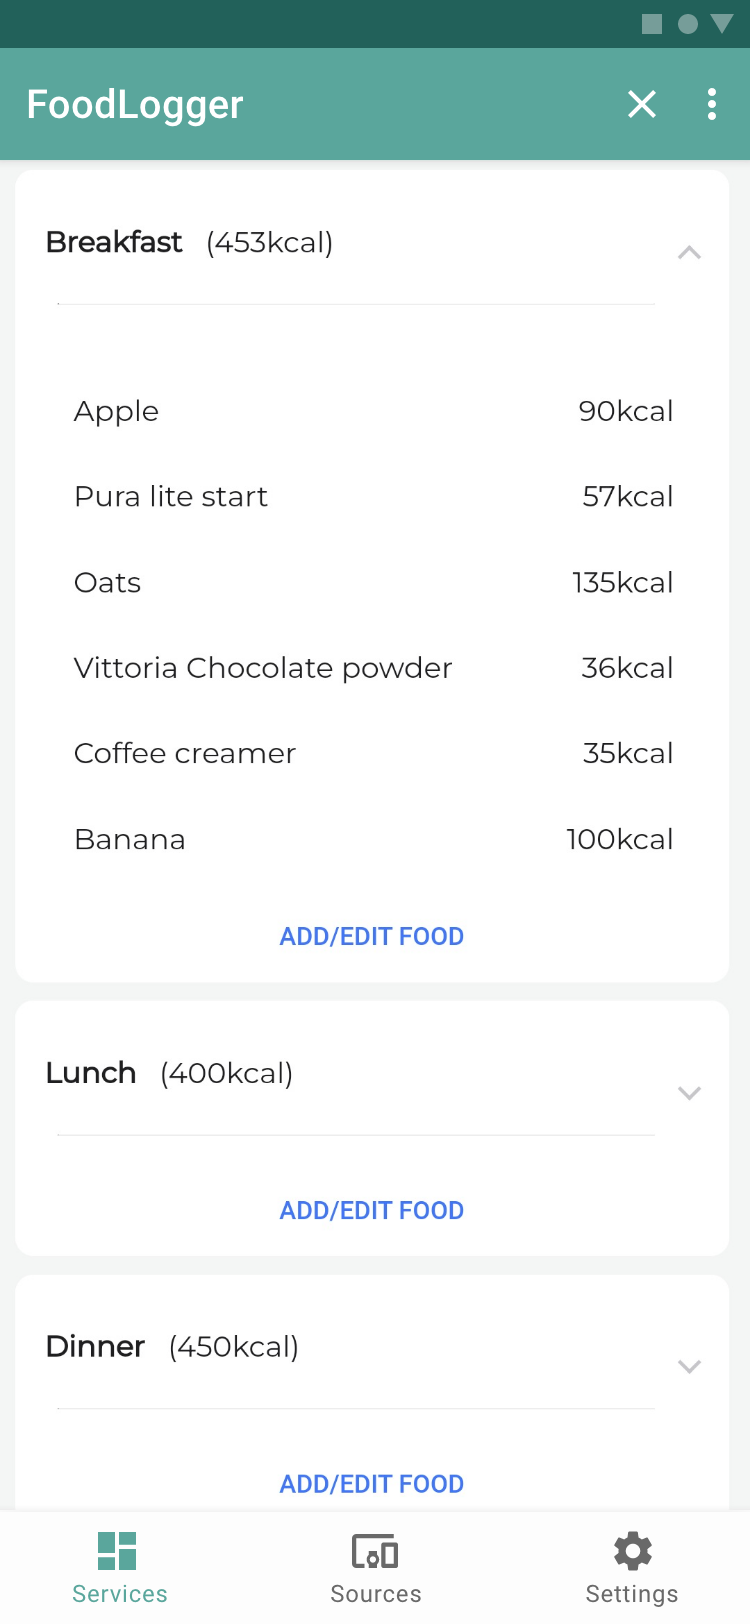 FoodLogger
Breakfast (453kcal)
Apple 90kcal
Pura lite start 57kcal
Oats 135kcal
Vittoria Chocolate powder 36kcal
Coffee creamer 35kcal
Banana 100kcal
ADD/EDIT FOOD
Lunch (400kcal)
ADD/EDIT FOOD
Dinner (450kcal)
ADD/EDIT FOOD
Services Sources Settings